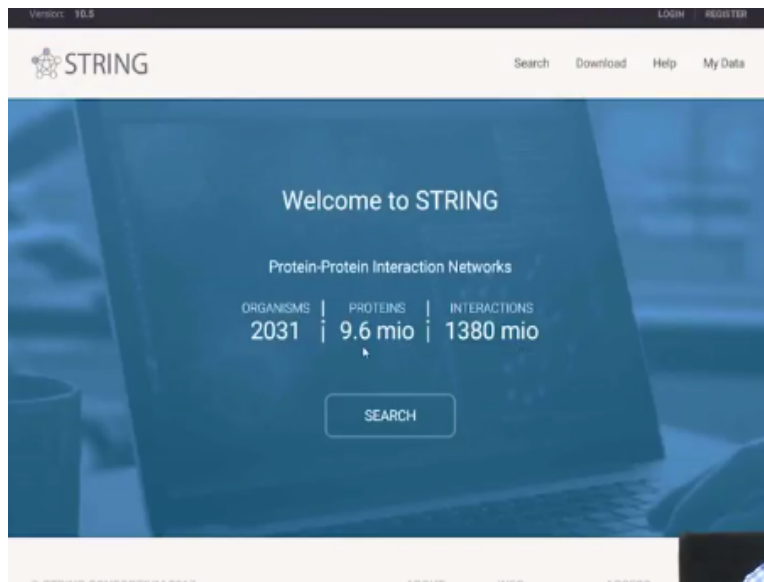 Version: 10.5 LOGIN | REGISTER
STRING Search Download Help My Data
Welcome to STRING
Protein-Protein Interaction Networks
ORGANISMS | PROTEINS | INTERACTIONS
2031 | 9.6 mio | 1380 mio
SEARCH